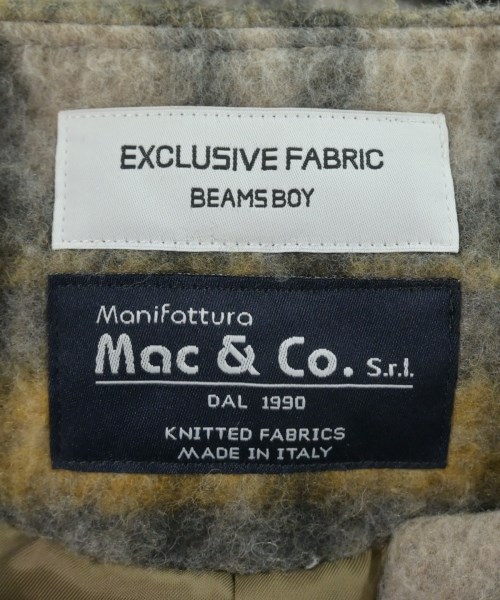 EXCLUSIVE FABRIC
BEAMS BOY
Manifattura
Mac & Co. S.r.l.
DAL 1990
KNITTED FABRICS
MADE IN ITALY